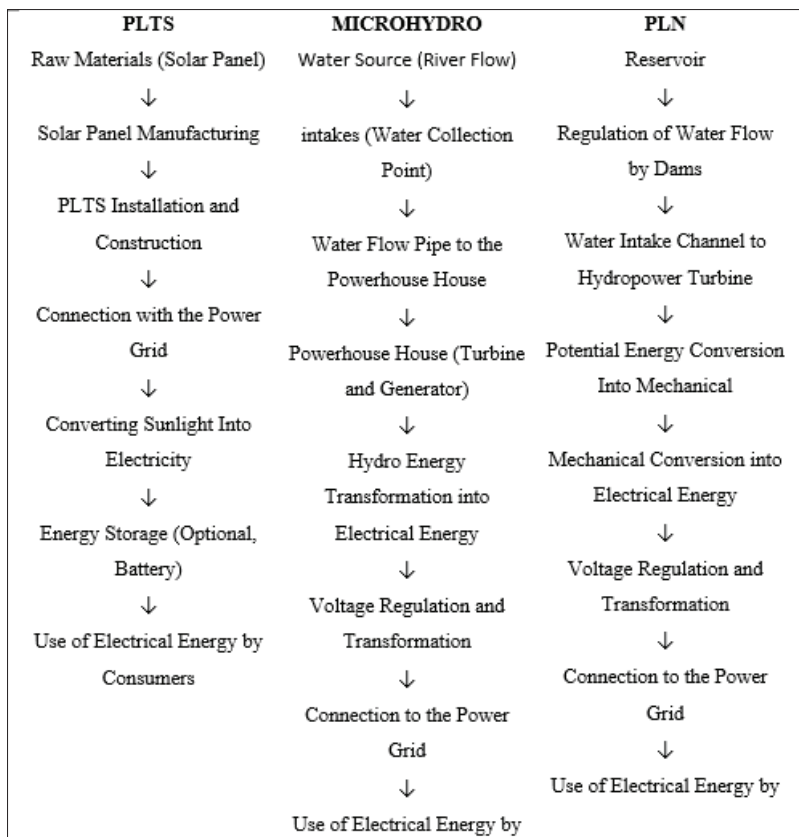 PLTS
Raw Materials (Solar Panel)
↓
Solar Panel Manufacturing
↓
PLTS Installation and
Construction
↓
Connection with the Power
Grid
↓
Converting Sunlight Into
Electricity
↓
Energy Storage (Optional,
Battery)
↓
Use of Electrical Energy by
Consumers
MICROHYDRO
Water Source (River Flow)
↓
intakes (Water Collection
Point)
↓
Water Flow Pipe to the
Powerhouse House
↓
Powerhouse House (Turbine
and Generator)
↓
Hydro Energy
Transformation into
Electrical Energy
↓
Voltage Regulation and
Transformation
↓
Connection to the Power
Grid
↓
Use of Electrical Energy by
PLN
Reservoir
↓
Regulation of Water Flow
by Dams
↓
Water Intake Channel to
Hydropower Turbine
↓
Potential Energy Conversion
Into Mechanical
↓
Mechanical Conversion into
Electrical Energy
↓
Voltage Regulation and
Transformation
↓
Connection to the Power
Grid
↓
Use of Electrical Energy by